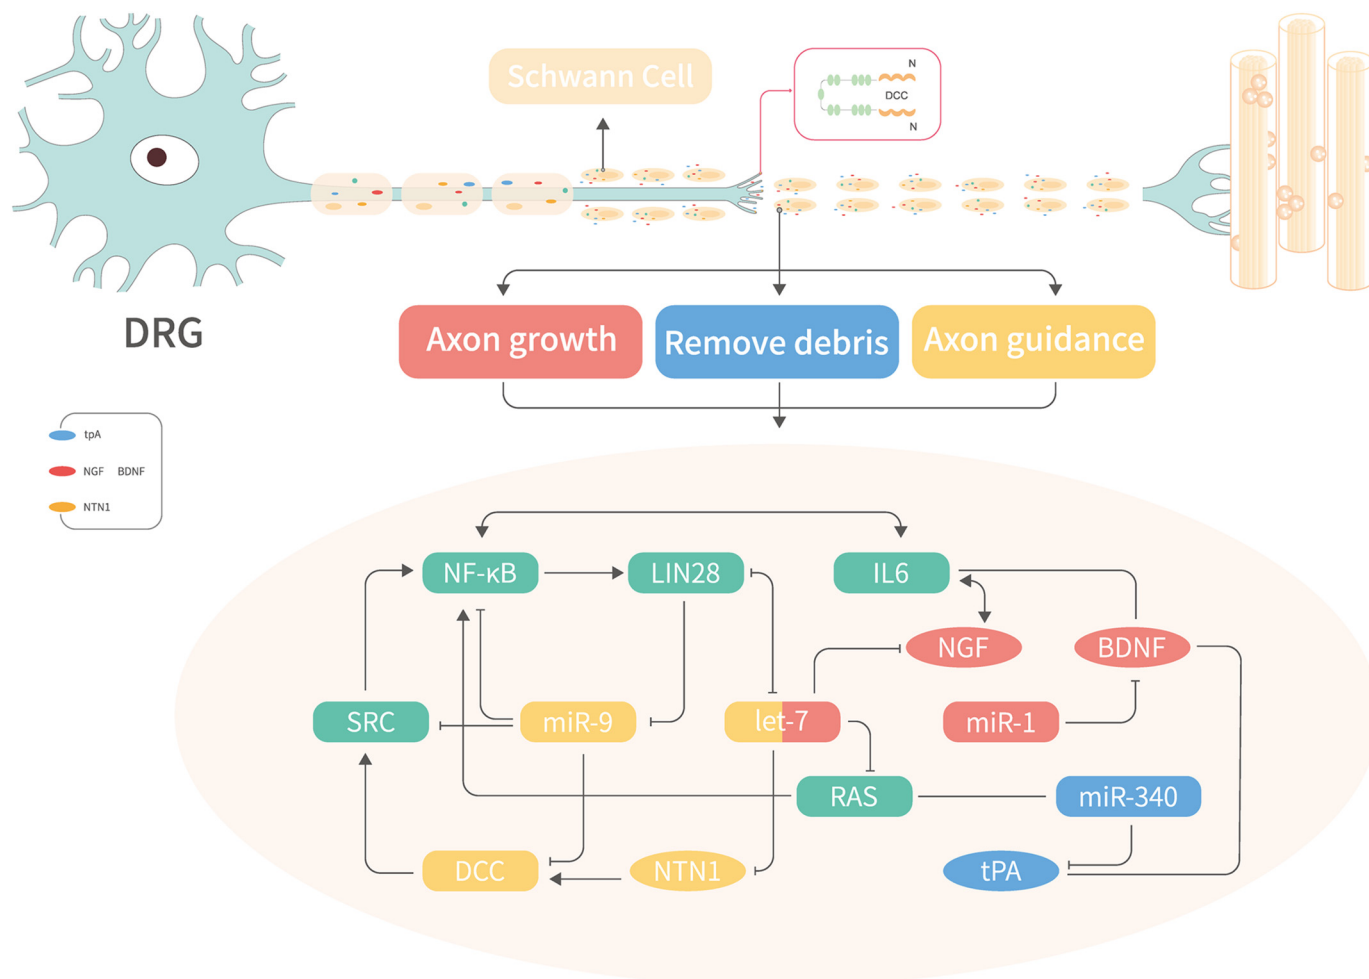 Schwann Cell
N
DCC
N
DRG
Axon growth
Remove debris
Axon guidance
tpA
NGF BDNF
NTN1
NF-κB
LIN28
IL6
NGF
BDNF
SRC
miR-9
let-7
miR-1
RAS
miR-340
DCC
NTN1
tPA